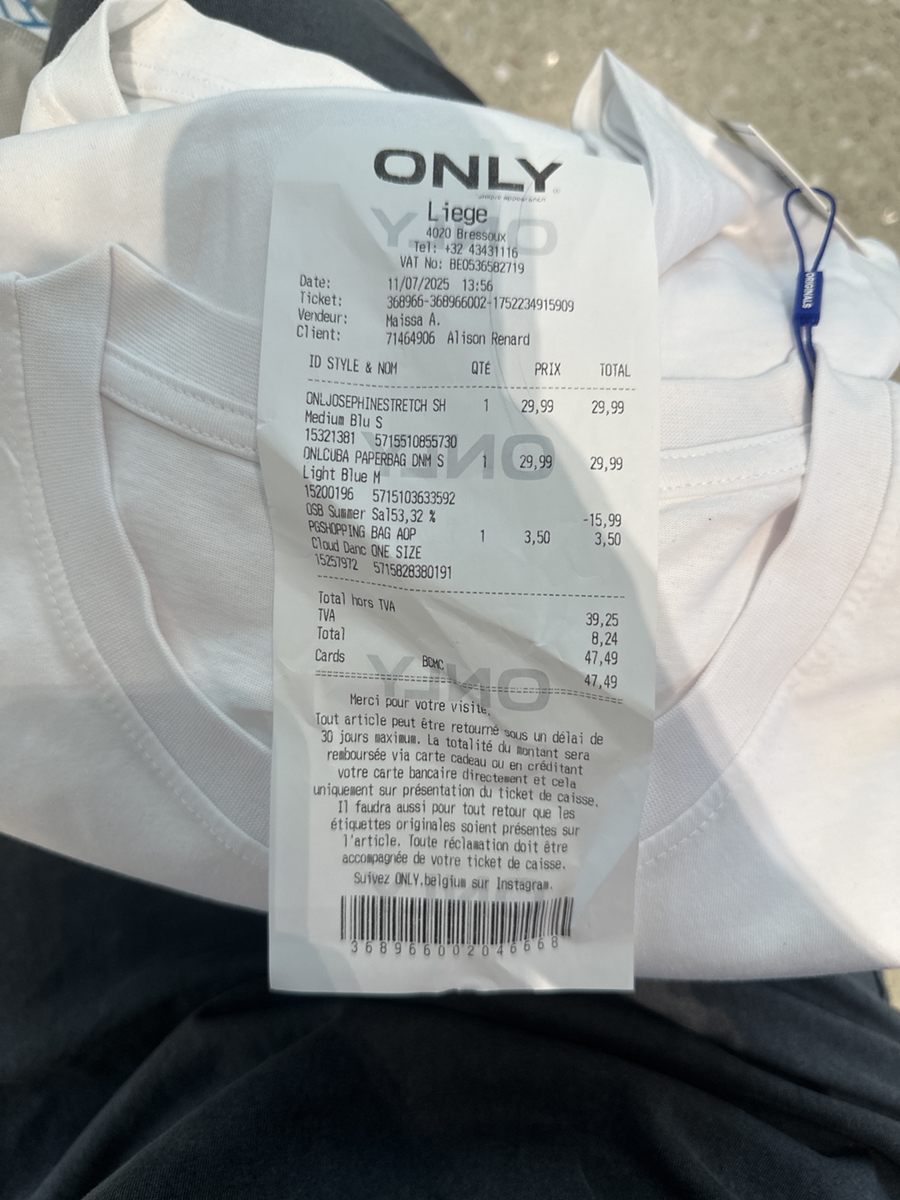 ONLY
unique appearance
Liege
4020 Bressoux
Tel: +32 43431116
VAT No: BE0536582719
Date: 11/07/2025 13:56
Ticket: 368966-368966002-1752234915909
Vendeur: Maissa A.
Client: 71464906 Alison Renard
ID STYLE & NOM QTÉ PRIX TOTAL
ONLJOSEPHINESTRETCH SH 1 29,99 29,99
Medium Blu S
15321381 5715510855730
ONLCUBA PAPERBAG DNM S 1 29,99 29,99
Light Blue M
15200196 5715103633592
OSB Summer Sal53,32 % -15,99
PGSHOPPING BAG AOP 1 3,50 3,50
Cloud Danc ONE SIZE
15257972 5715828380191
Total hors TVA 39,25
TVA 8,24
Total 47,49
Cards BCMC 47,49
Merci pour votre visite.
Tout article peut être retourné sous un délai de
30 jours maximum. La totalité du montant sera
remboursée via carte cadeau ou en créditant
votre carte bancaire directement et cela
uniquement sur présentation du ticket de caisse.
Il faudra aussi pour tout retour que les
étiquettes originales soient présentes sur
l'article. Toute réclamation doit être
accompagnée de votre ticket de caisse.
Suivez ONLY.belgium sur Instagram.
368966002046668
ORIGINALS